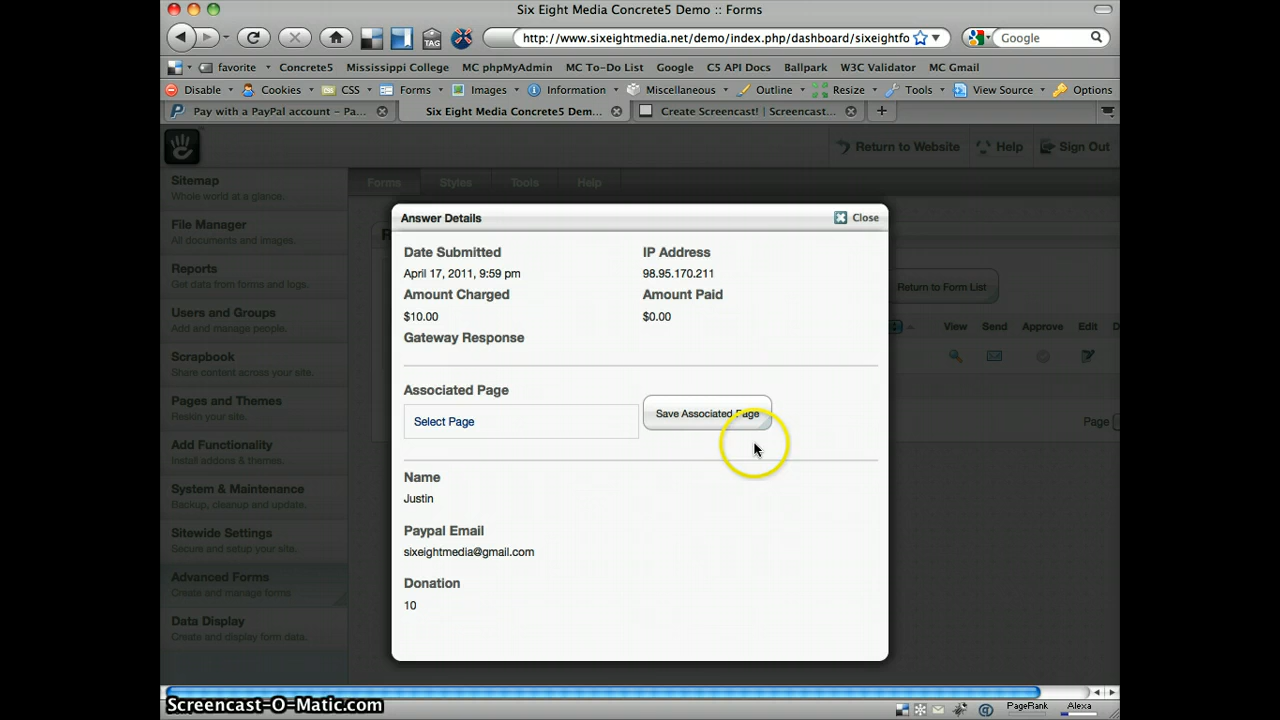 Six Eight Media Concrete5 Demo :: Forms
http://www.sixeightmedia.net/demo/index.php/dashboard/sixeightfo
Google
TAG
favorite Concrete5 Mississippi College MC phpMyAdmin MC To-Do List Google C5 API Docs Ballpark W3C Validator MC Gmail
Disable Cookies CSS Forms Images Information Miscellaneous Outline Resize Tools View Source Options
Pay with a PayPal account - Pa... Six Eight Media Concrete5 Dem... Create Screencast! | Screencast...
Return to Website Help Sign Out
Forms Styles Tools Help
Sitemap
Whole world at a glance.
File Manager
All documents and images.
Reports
Get data from forms and logs.
Users and Groups
Add and manage people.
Scrapbook
Share content across your site.
Pages and Themes
Reskin your site.
Add Functionality
Install addons & themes.
System & Maintenance
Backup, cleanup and update.
Sitewide Settings
Secure and setup your site.
Advanced Forms
Create and manage forms
Data Display
Create and display form data.
Answer Details Close
Date Submitted IP Address
April 17, 2011, 9:59 pm 98.95.170.211
Amount Charged Amount Paid
$10.00 $0.00
Gateway Response
Associated Page
Select Page Save Associated Page
Name
Justin
Paypal Email
sixeightmedia@gmail.com
Donation
10
Return to Form List
View Send Approve Edit
Page
Screencast-O-Matic.com
PageRank Alexa